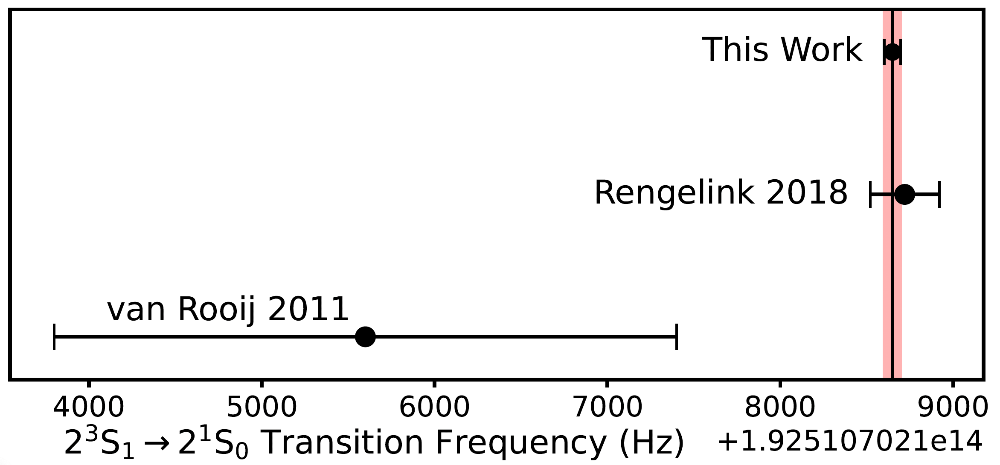 This Work
Rengelink 2018
van Rooij 2011
4000 5000 6000 7000 8000 9000
2³S₁ → 2¹S₀ Transition Frequency (Hz) +1.925107021e14